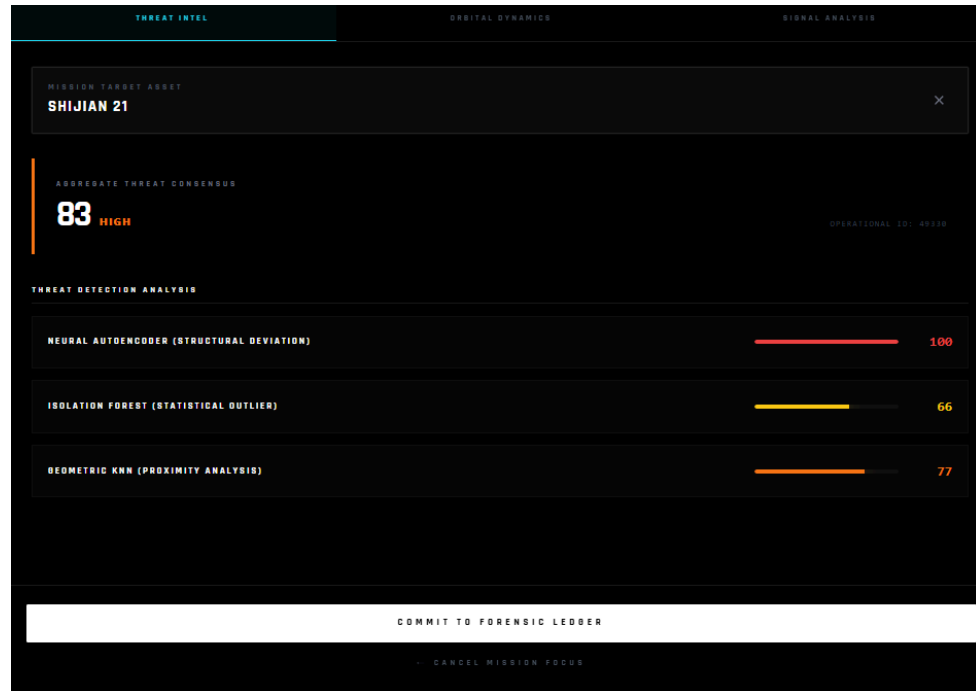 THREAT INTEL
ORBITAL DYNAMICS
SIGNAL ANALYSIS
MISSION TARGET ASSET
SHIJIAN 21
×
AGGREGATE THREAT CONSENSUS
83 HIGH
OPERATIONAL ID: 49330
THREAT DETECTION ANALYSIS
NEURAL AUTOENCODER (STRUCTURAL DEVIATION) 100
ISOLATION FOREST (STATISTICAL OUTLIER) 66
GEOMETRIC KNN (PROXIMITY ANALYSIS) 77
COMMIT TO FORENSIC LEDGER
← CANCEL MISSION FOCUS